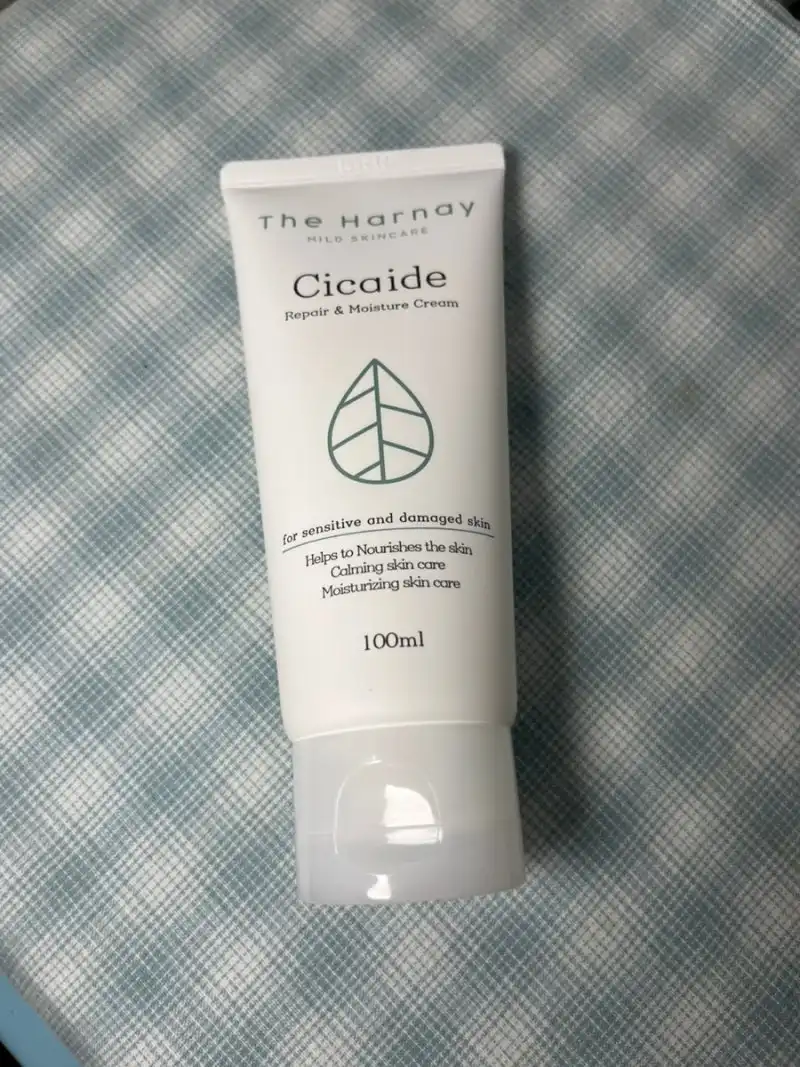 The Harnay
MILD SKINCARE
Cicaide
Repair & Moisture Cream
for sensitive and damaged skin
Helps to Nourishes the skin
Calming skin care
Moisturizing skin care
100ml